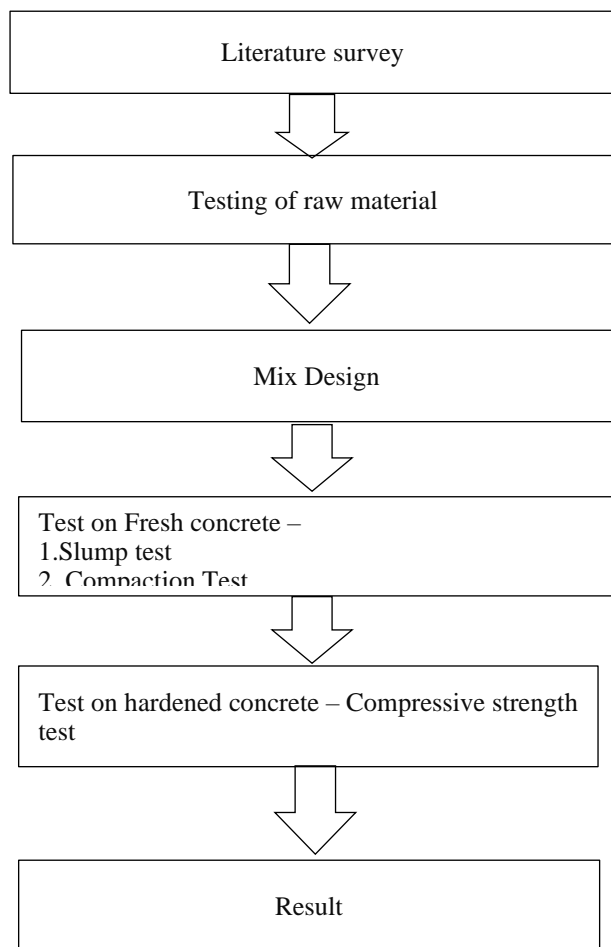 Literature survey
Testing of raw material
Mix Design
Test on Fresh concrete –
1.Slump test
2. Compaction Test
Test on hardened concrete – Compressive strength
test
Result